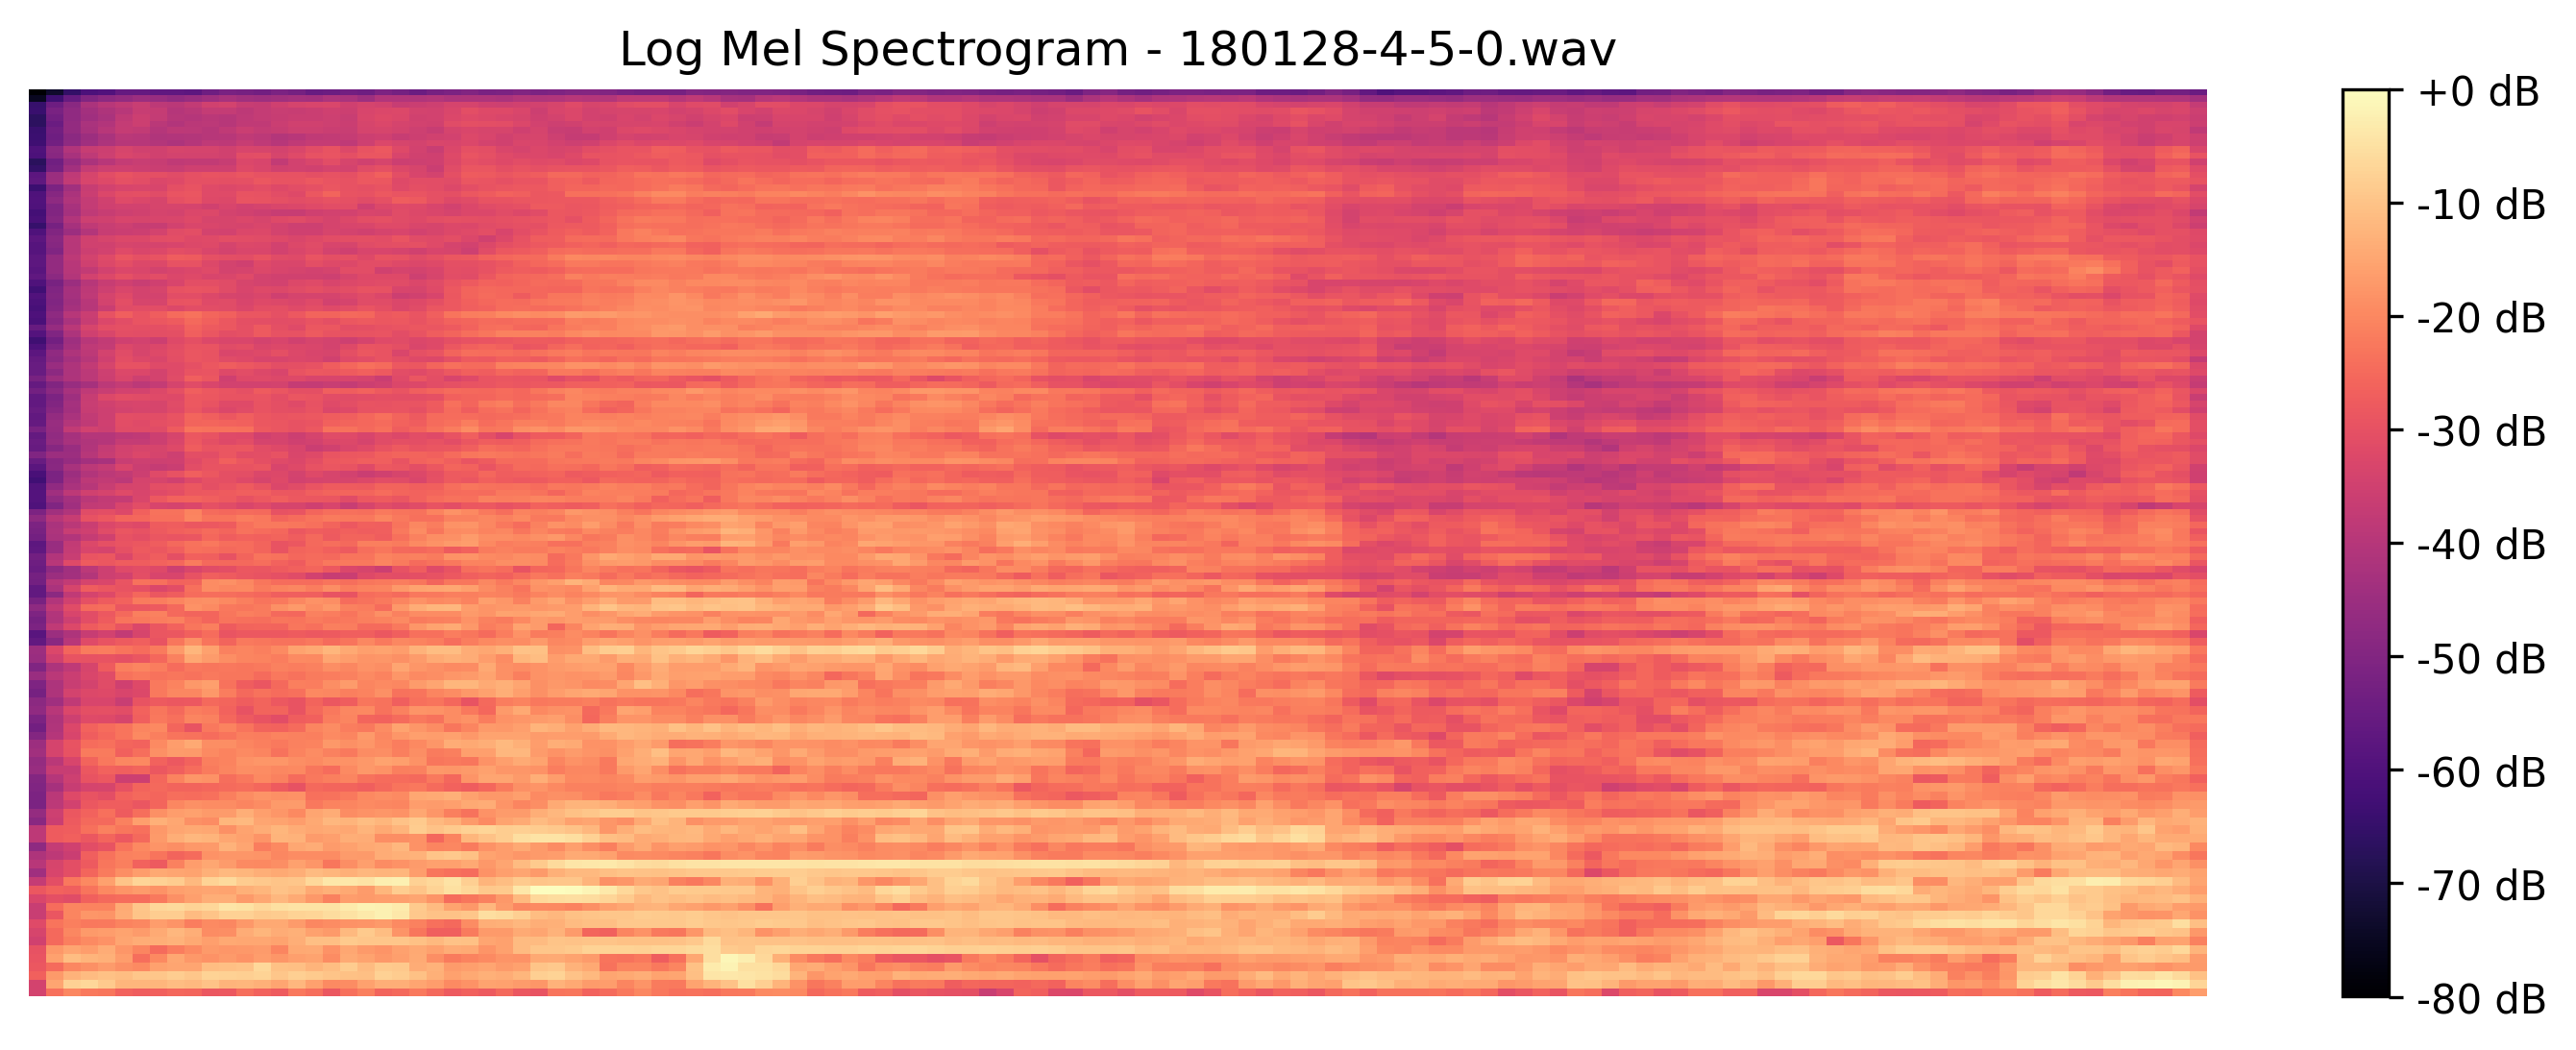 Log Mel Spectrogram - 180128-4-5-0.wav
+0 dB
-10 dB
-20 dB
-30 dB
-40 dB
-50 dB
-60 dB
-70 dB
-80 dB